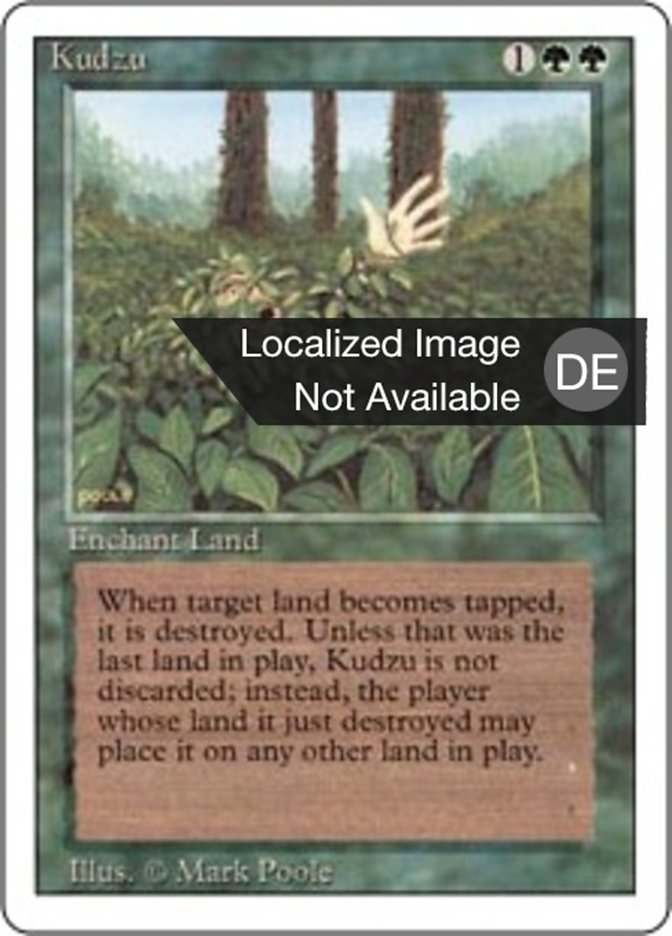 Kudzu
1
Localized Image
Not Available
DE
POOLE
Enchant Land
When target land becomes tapped,
it is destroyed. Unless that was the
last land in play, Kudzu is not
discarded; instead, the player
whose land it just destroyed may
place it on any other land in play.
Illus. © Mark Poole